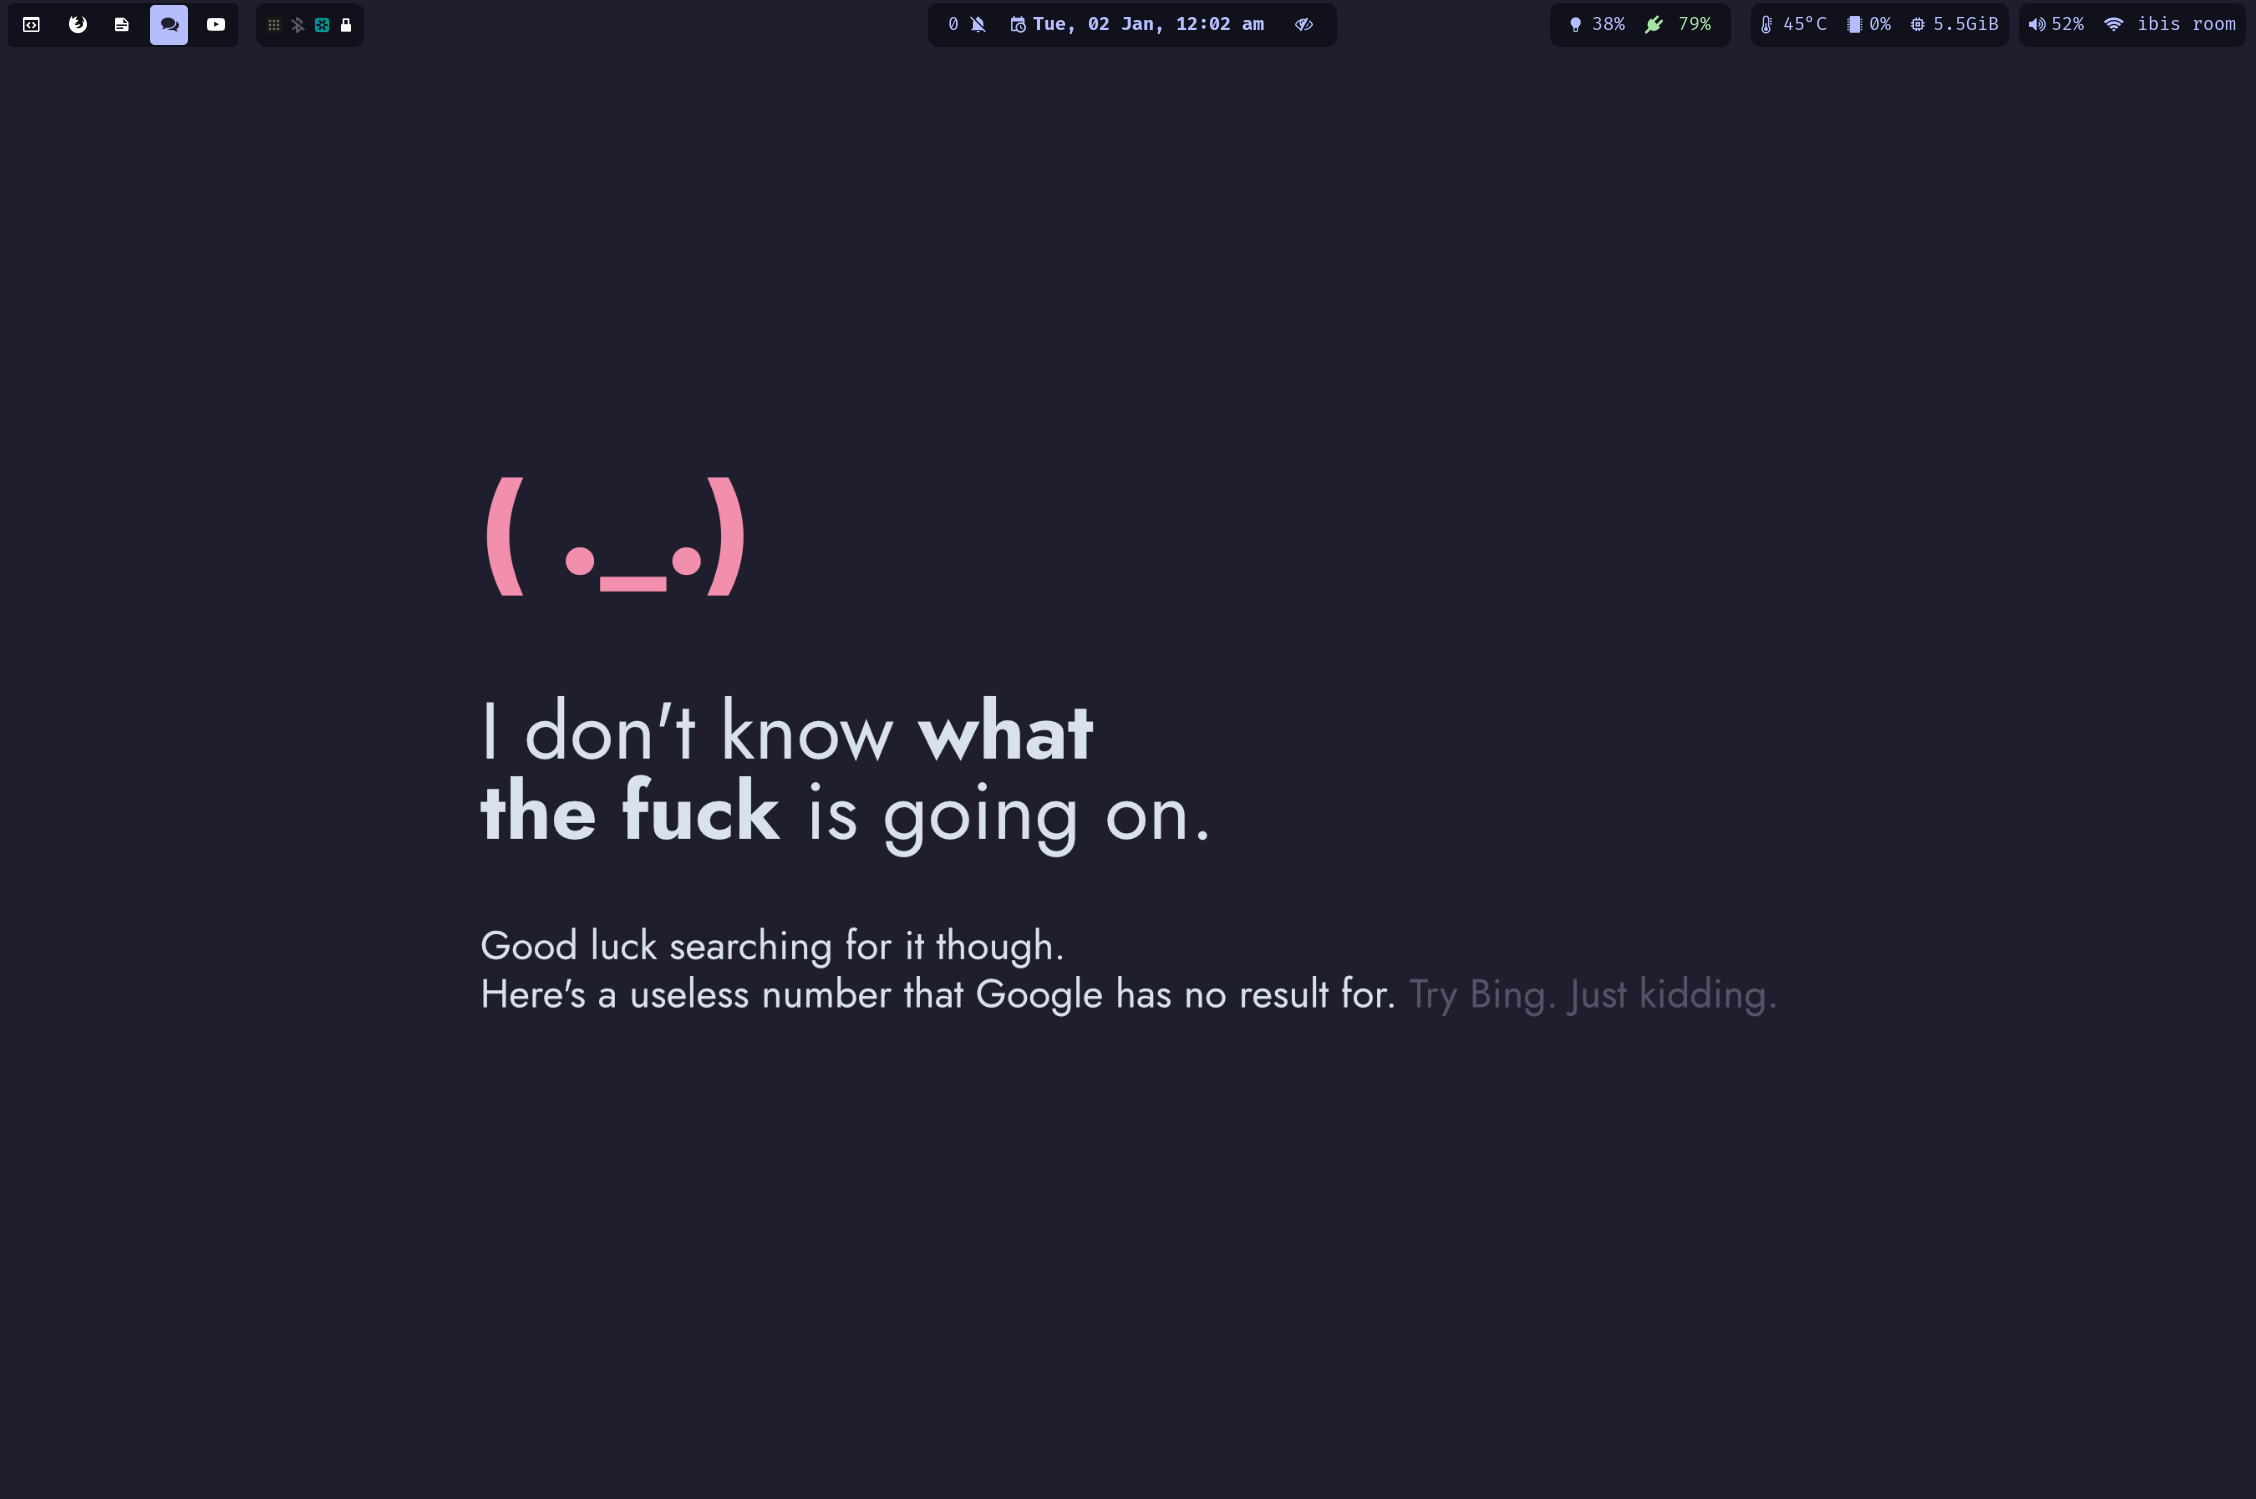 0 Tue, 02 Jan, 12:02 am 38% 79% 45°C 0% 5.5GiB 52% ibis room
( ._.)
I don't know what
the fuck is going on.
Good luck searching for it though.
Here's a useless number that Google has no result for. Try Bing. Just kidding.